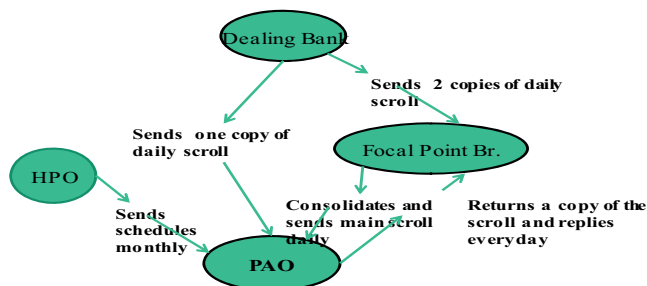 Dealing Bank
Sends 2 copies of daily
scroll
Sends one copy of
daily scroll
Focal Point Br.
HPO
Consolidates and
sends main scroll
daily
Returns a copy of the
scroll and replies
everyday
Sends
schedules
monthly
PAO